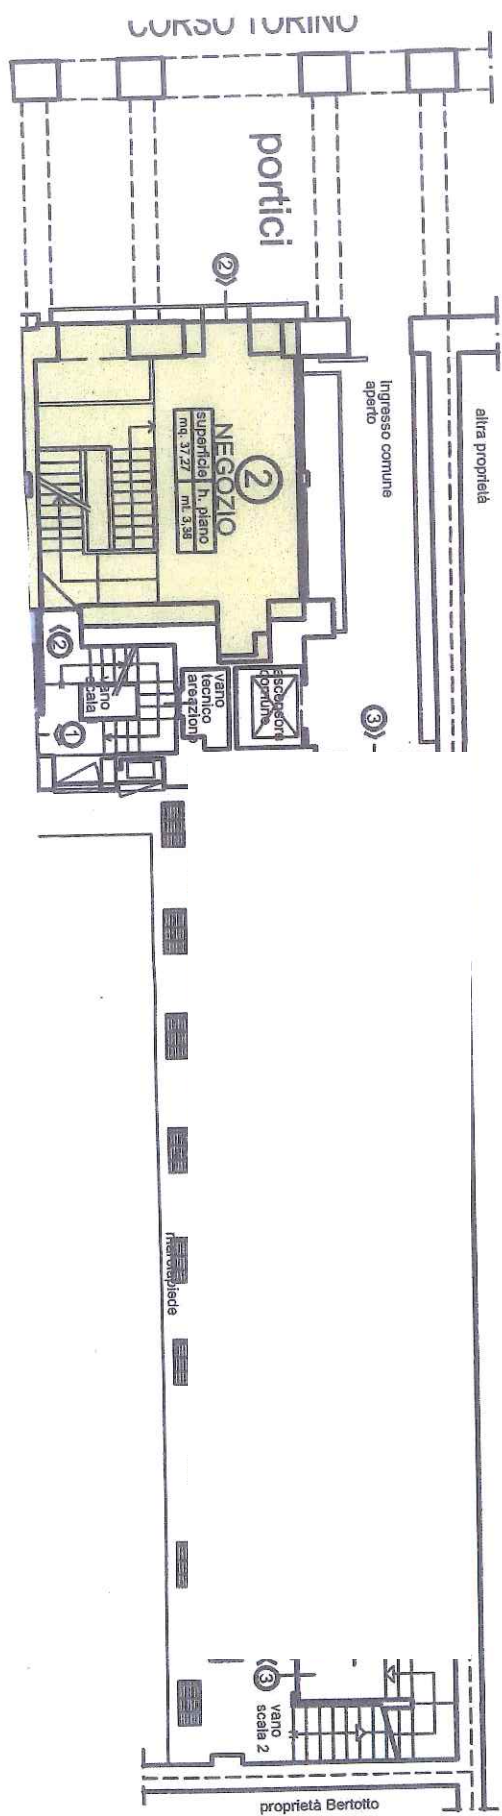 CORSO TORINO
portici
2
altra proprietà
ingresso comune
aperto
2
NEGOZIO
superficie h. piano
mq. 37,27 ml. 3,36
2
vano
scala
1
vano
tecnico
areazione
ascensore
comune
3
marciapiede
3
vano
scala 2
proprietà Bertotto